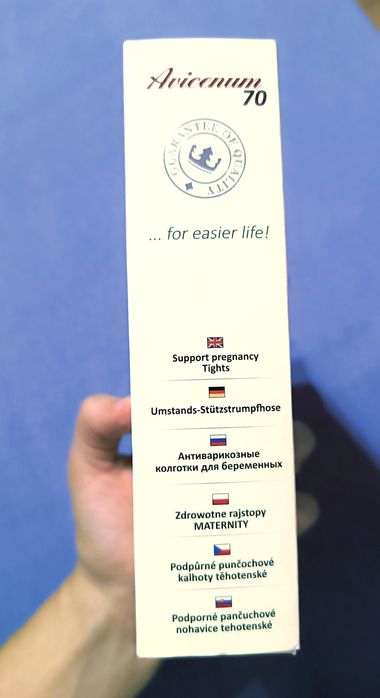 Avicenum
70
GUARANTEE OF QUALITY
... for easier life!
Support pregnancy
Tights
Umstands-Stützstrumpfhose
Антиварикозные
колготки для беременных
Zdrowotne rajstopy
MATERNITY
Podpůrné punčochové
kalhoty těhotenské
Podporné pančuchové
nohavice tehotenské